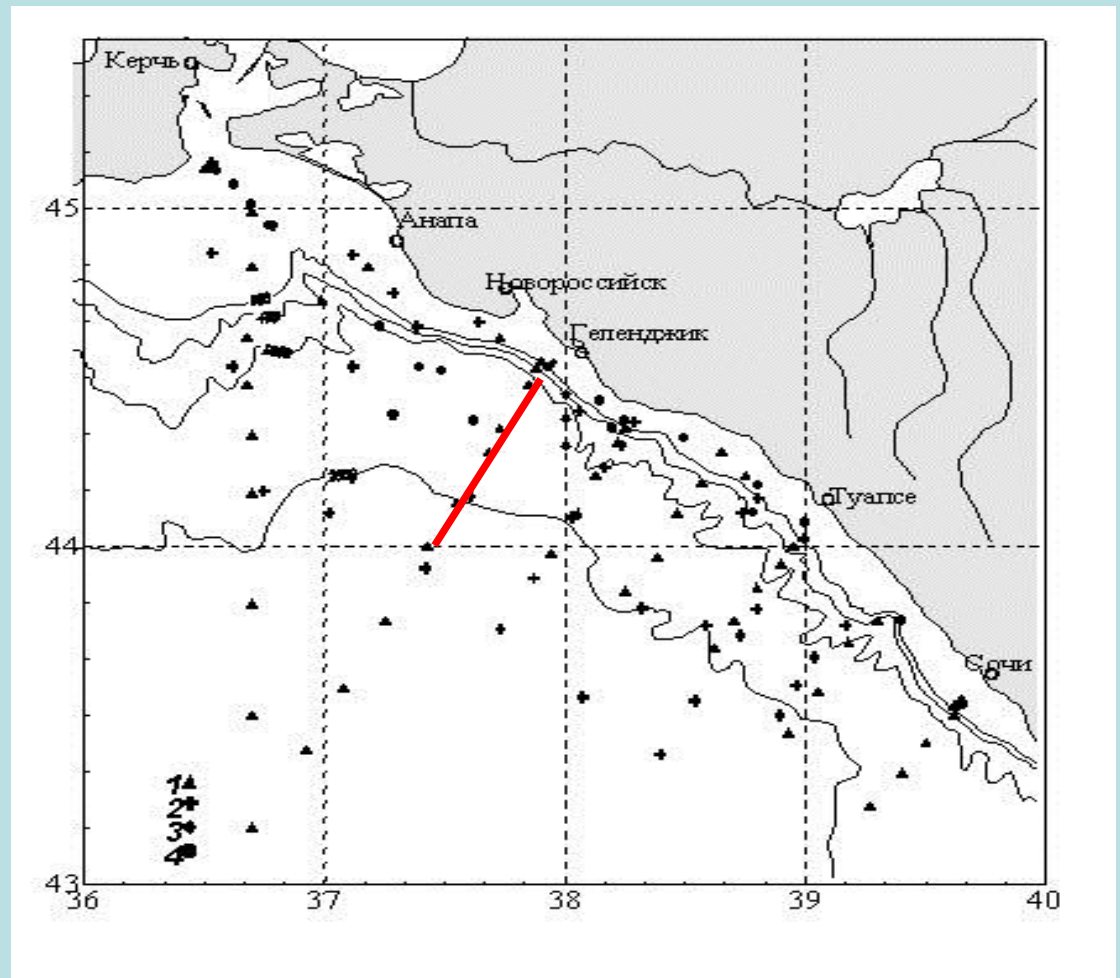 Керчь
45
Анапа
Новороссийск
Геленджик
Туапсе
44
Сочи
1
2
3
4
43
36 37 38 39 40